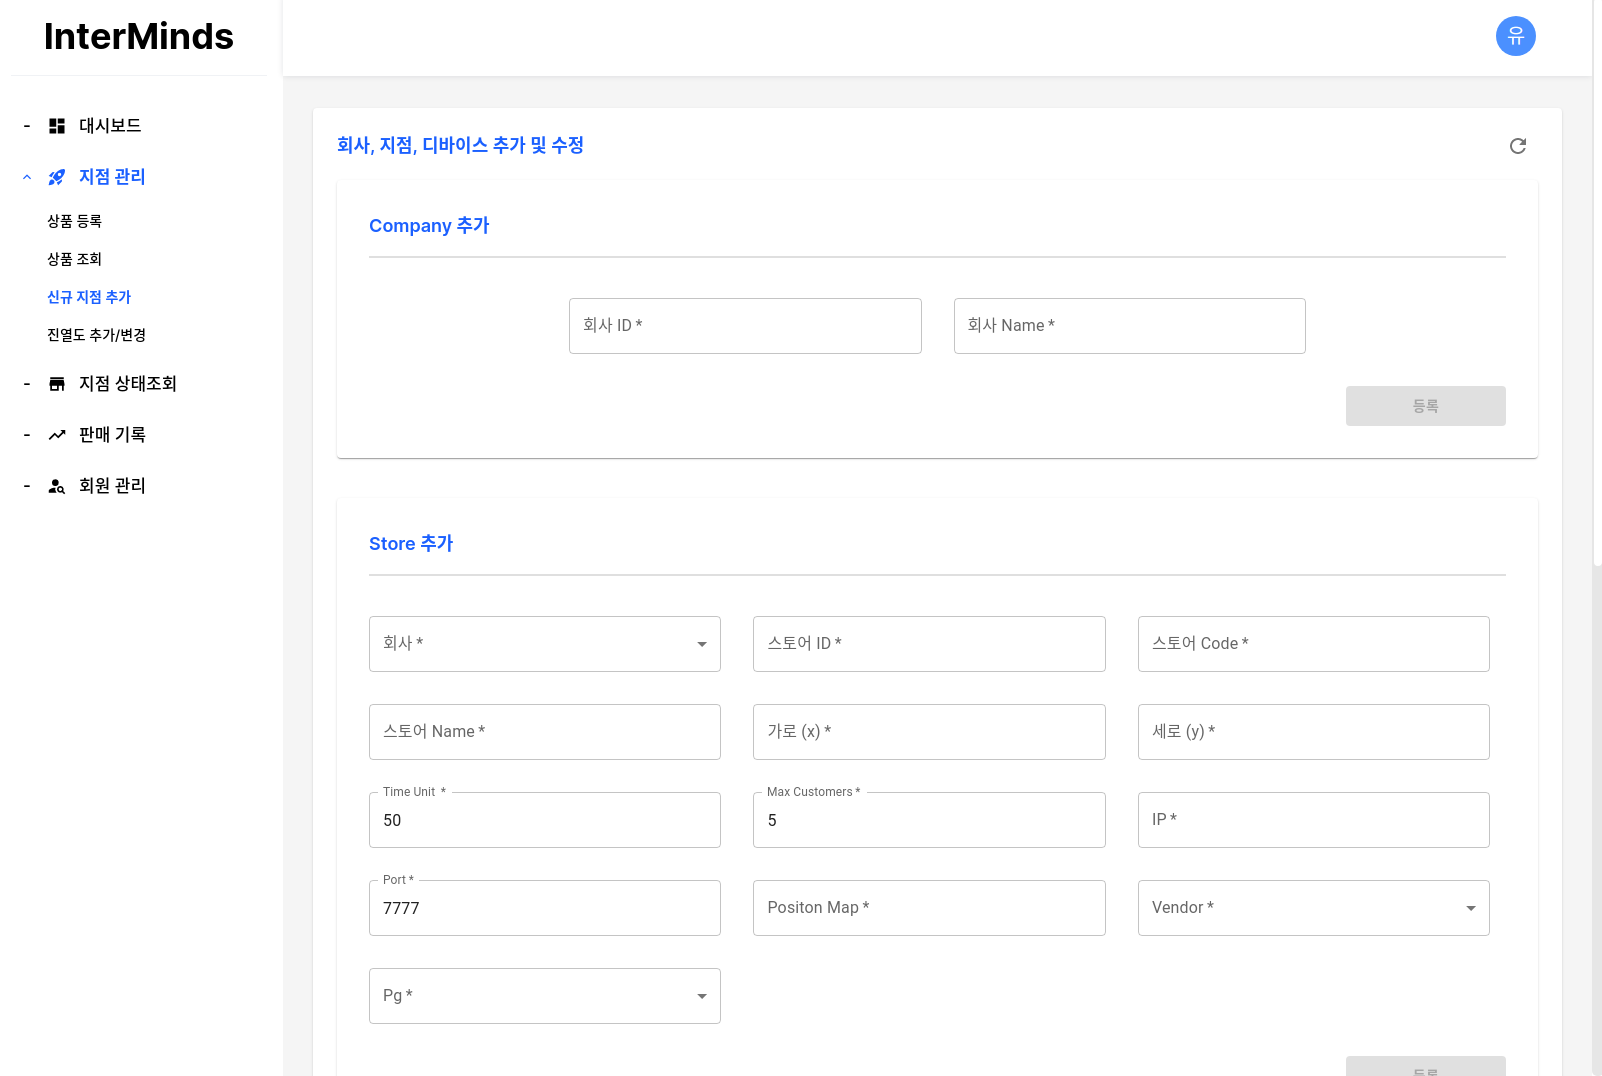 InterMinds
유
- 대시보드
지점 관리
상품 등록
상품 조회
신규 지점 추가
진열도 추가/변경
- 지점 상태조회
- 판매 기록
- 회원 관리
회사, 지점, 디바이스 추가 및 수정
Company 추가
회사 ID *
회사 Name *
등록
Store 추가
회사 *
스토어 ID *
스토어 Code *
스토어 Name *
가로 (x) *
세로 (y) *
Time Unit *
50
Max Customers *
5
IP *
Port *
7777
Positon Map *
Vendor *
Pg *
등록